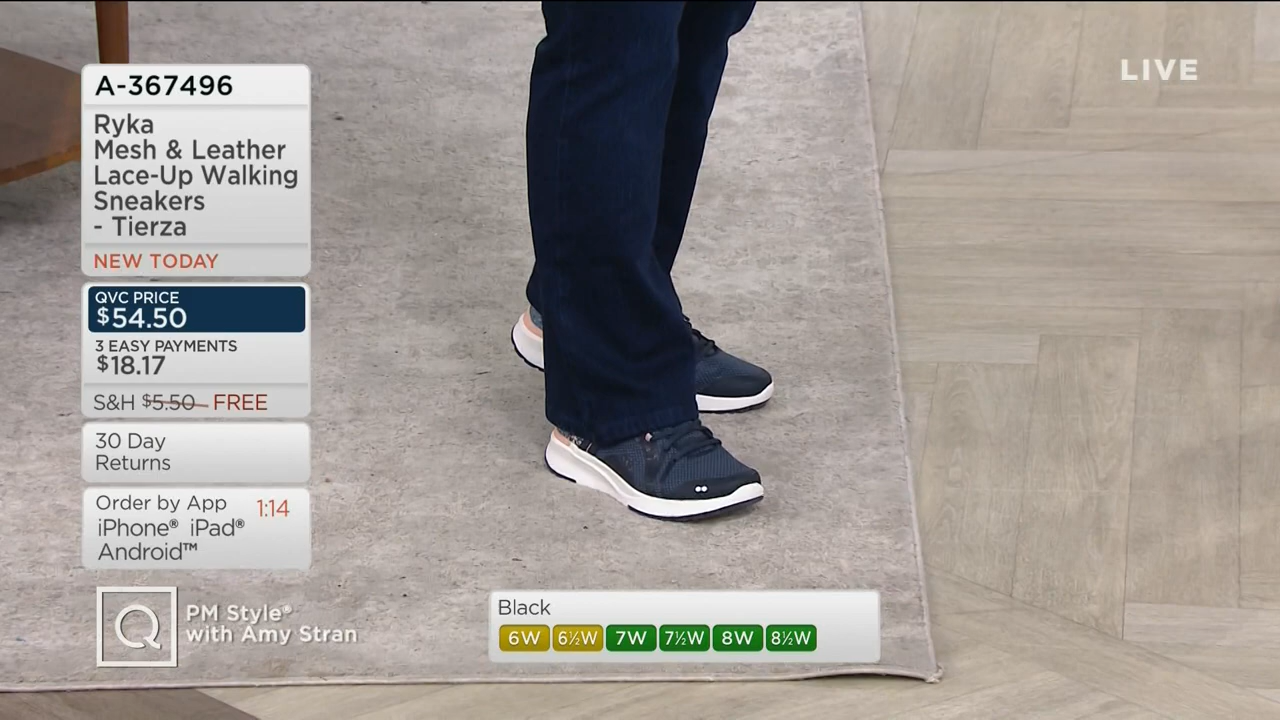 A-367496
Ryka
Mesh & Leather
Lace-Up Walking
Sneakers
- Tierza
NEW TODAY
QVC PRICE
$54.50
3 EASY PAYMENTS
$18.17
S&H $5.50 FREE
30 Day
Returns
Order by App 1:14
iPhone® iPad®
Android™
Q PM Style®
with Amy Stran
LIVE
Black
6W 6½W 7W 7½W 8W 8½W